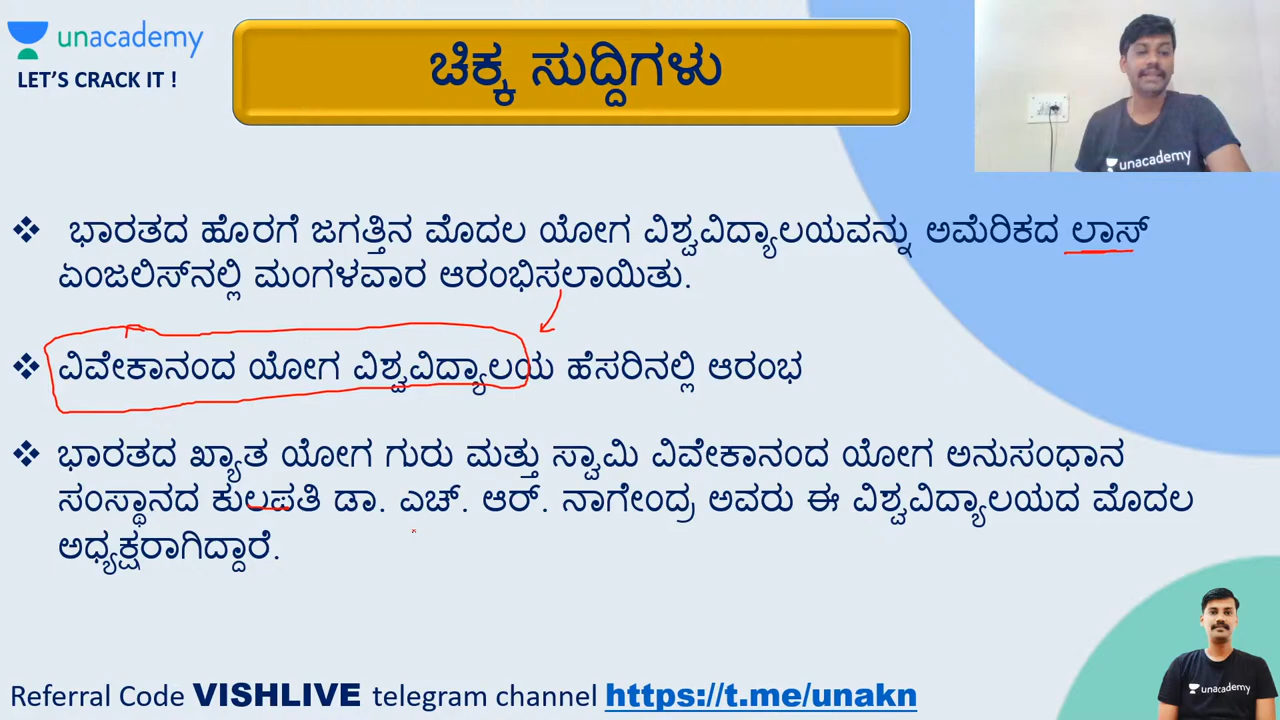 unacademy
LET'S CRACK IT !
ಚಿಕ್ಕ ಸುದ್ದಿಗಳು
unacademy
❖ ಭಾರತದ ಹೊರಗೆ ಜಗತ್ತಿನ ಮೊದಲ ಯೋಗ ವಿಶ್ವವಿದ್ಯಾಲಯವನ್ನು ಅಮೆರಿಕದ ಲಾಸ್
ಏಂಜಲಿಸ್‌ನಲ್ಲಿ ಮಂಗಳವಾರ ಆರಂಭಿಸಲಾಯಿತು.
❖ ವಿವೇಕಾನಂದ ಯೋಗ ವಿಶ್ವವಿದ್ಯಾಲಯ ಹೆಸರಿನಲ್ಲಿ ಆರಂಭ
❖ ಭಾರತದ ಖ್ಯಾತ ಯೋಗ ಗುರು ಮತ್ತು ಸ್ವಾಮಿ ವಿವೇಕಾನಂದ ಯೋಗ ಅನುಸಂಧಾನ
ಸಂಸ್ಥಾನದ ಕುಲಪತಿ ಡಾ. ಎಚ್. ಆರ್. ನಾಗೇಂದ್ರ ಅವರು ಈ ವಿಶ್ವವಿದ್ಯಾಲಯದ ಮೊದಲ
ಅಧ್ಯಕ್ಷರಾಗಿದ್ದಾರೆ.
unacademy
Referral Code VISHLIVE telegram channel https://t.me/unakn